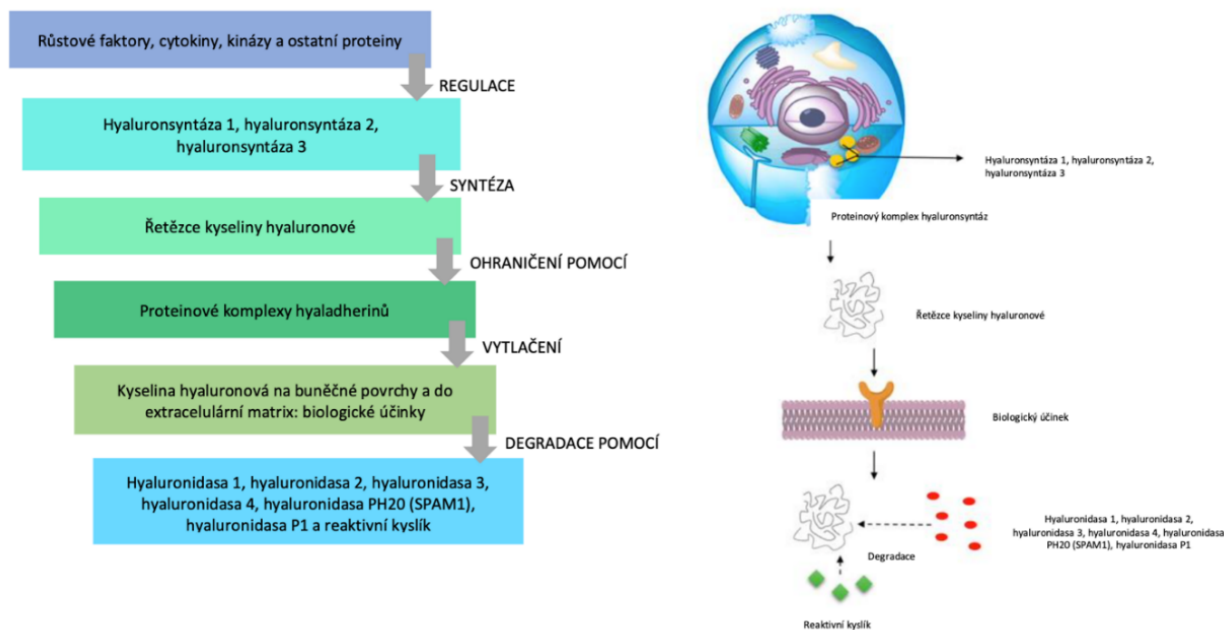 Růstové faktory, cytokiny, kinázy a ostatní proteiny
REGULACE
Hyaluronsyntáza 1, hyaluronsyntáza 2,
hyaluronsyntáza 3
SYNTÉZA
Řetězce kyseliny hyaluronové
OHRANIČENÍ POMOCÍ
Proteinové komplexy hyaladherinů
VYTLAČENÍ
Kyselina hyaluronová na buněčné povrchy a do
extracelulární matrix: biologické účinky
DEGRADACE POMOCÍ
Hyaluronidasa 1, hyaluronidasa 2, hyaluronidasa 3,
hyaluronidasa 4, hyaluronidasa PH20 (SPAM1),
hyaluronidasa P1 a reaktivní kyslík
Hyaluronsyntáza 1, hyaluronsyntáza 2,
hyaluronsyntáza 3
Proteinový komplex hyaluronsyntáz
Řetězce kyseliny hyaluronové
Biologický účinek
Hyaluronidasa 1, hyaluronidasa 2,
hyaluronidasa 3, hyaluronidasa 4, hyaluronidasa
PH20 (SPAM1), hyaluronidasa P1
Degradace
Reaktivní kyslík